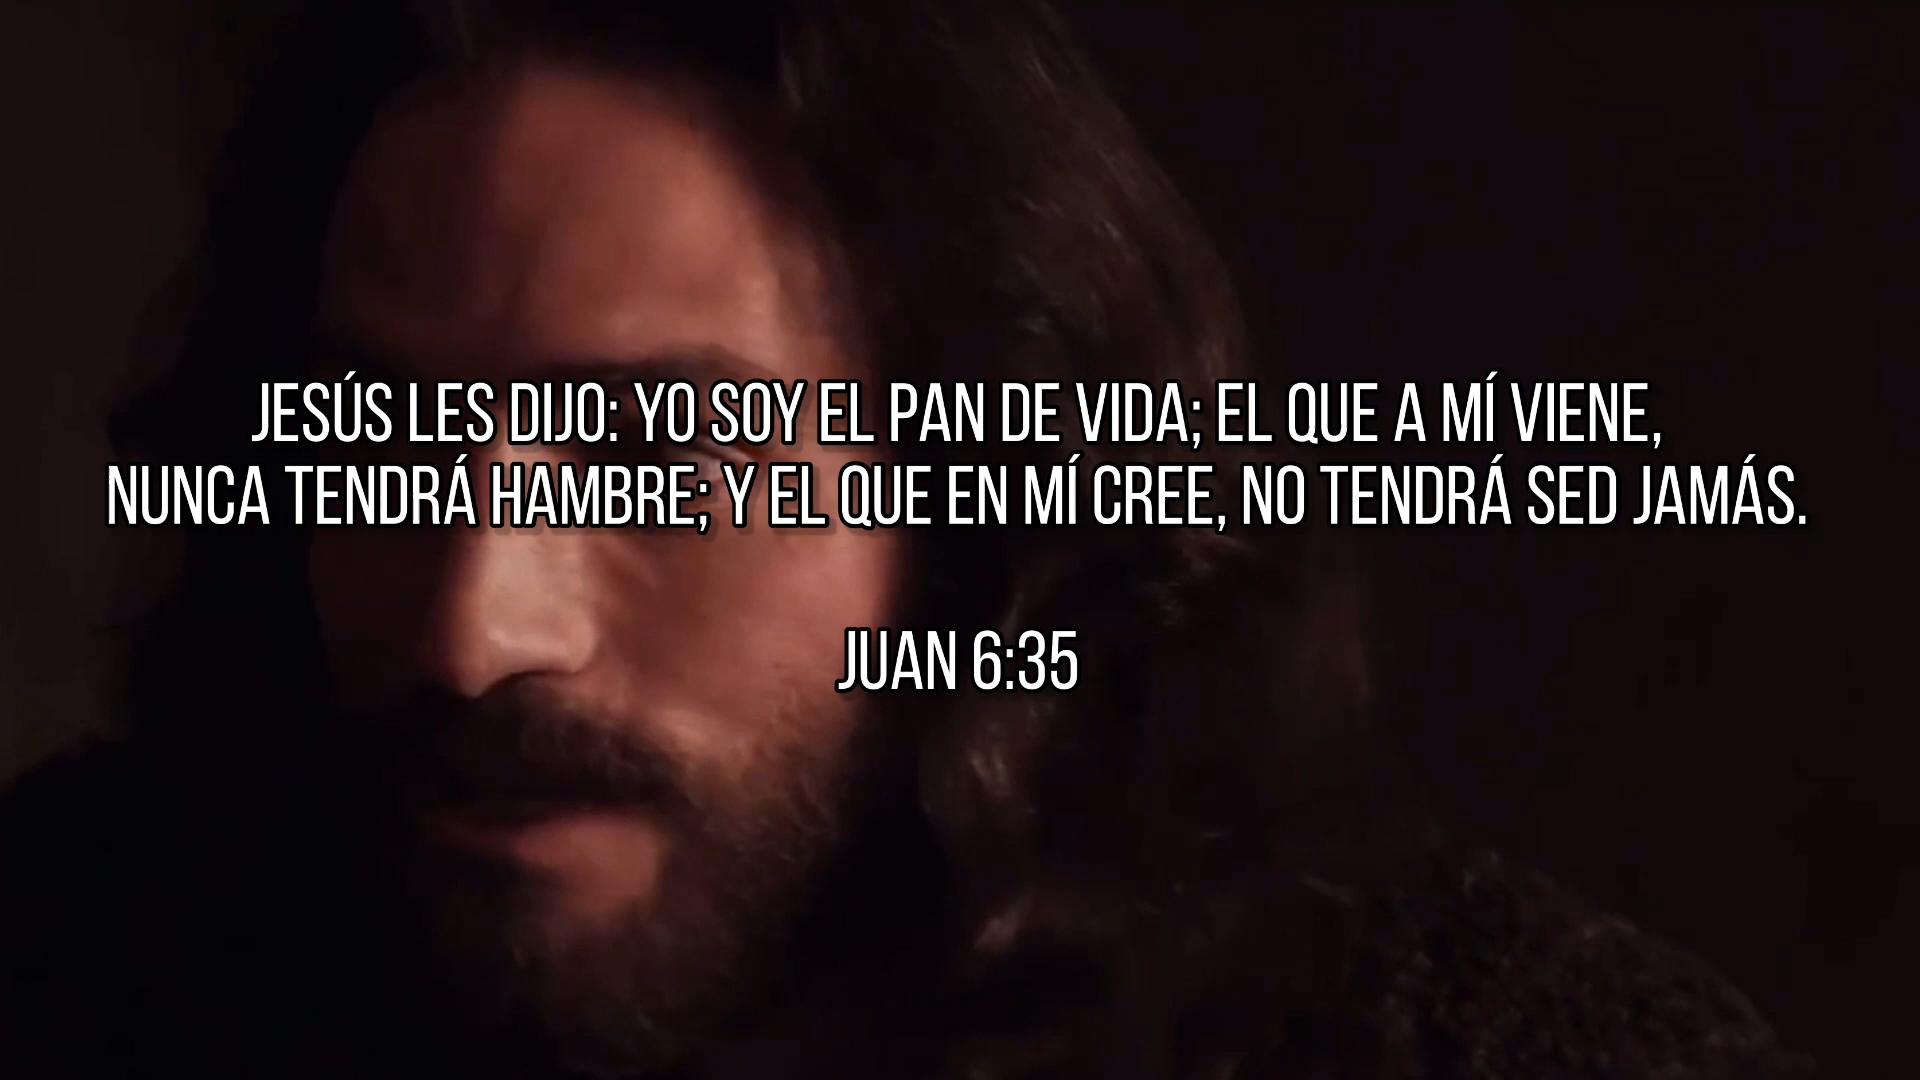 JESÚS LES DIJO: YO SOY EL PAN DE VIDA; EL QUE A MÍ VIENE,
NUNCA TENDRÁ HAMBRE; Y EL QUE EN MÍ CREE, NO TENDRÁ SED JAMÁS.
JUAN 6:35